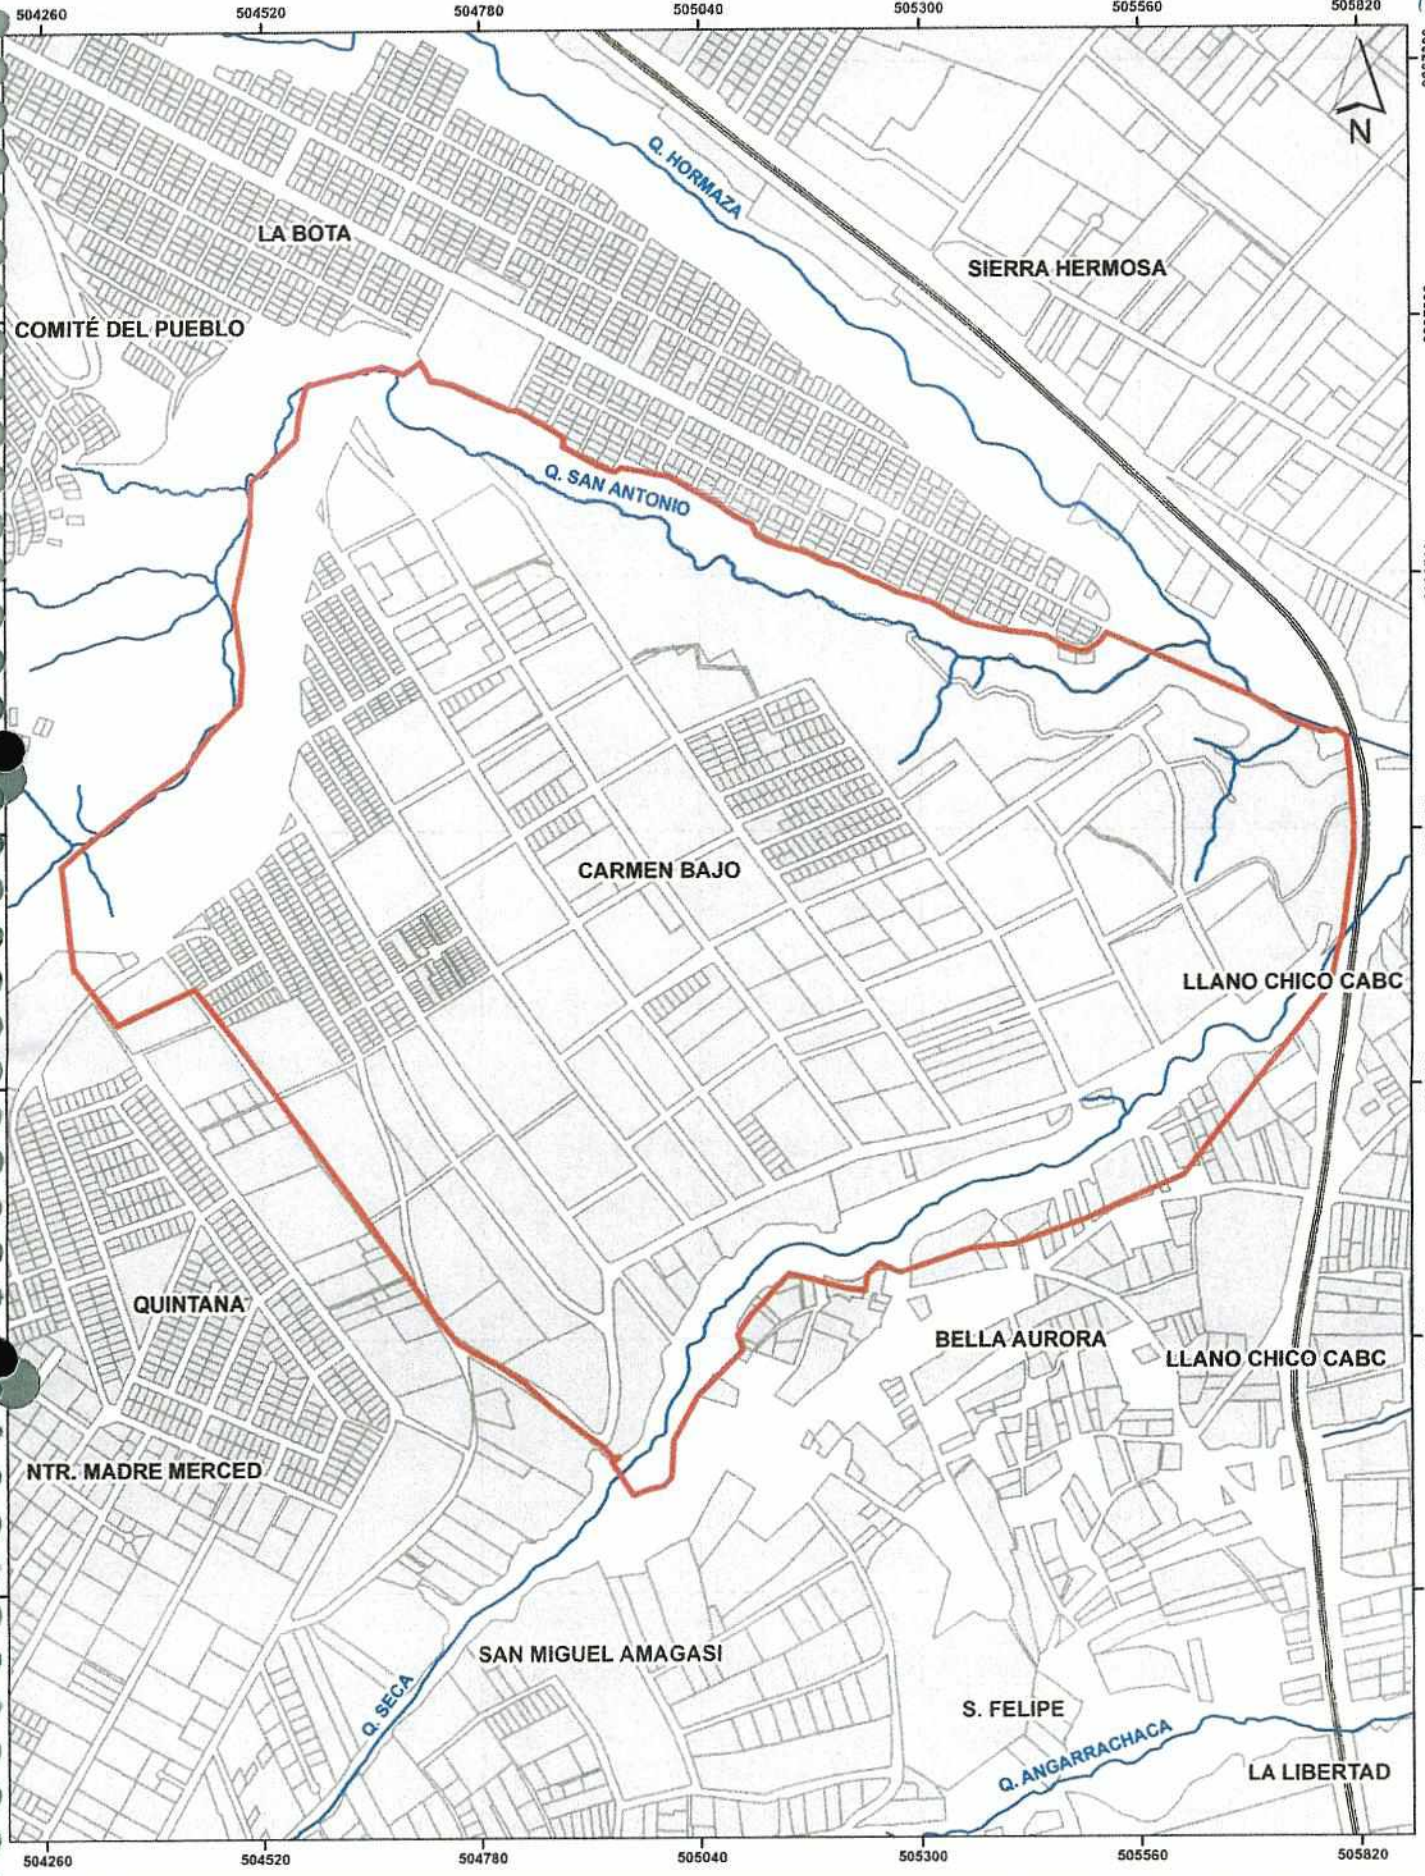 504260 504520 504780 505040 505300 505560 505820
N
Q. HORMAZA
LA BOTA
SIERRA HERMOSA
COMITÉ DEL PUEBLO
Q. SAN ANTONIO
CARMEN BAJO
LLANO CHICO CABC
QUINTANA
BELLA AURORA
LLANO CHICO CABC
NTR. MADRE MERCED
SAN MIGUEL AMAGASI
Q. SECA
S. FELIPE
Q. ANGARRACHACA
LA LIBERTAD
504260 504520 504780 505040 505300 505560 505820